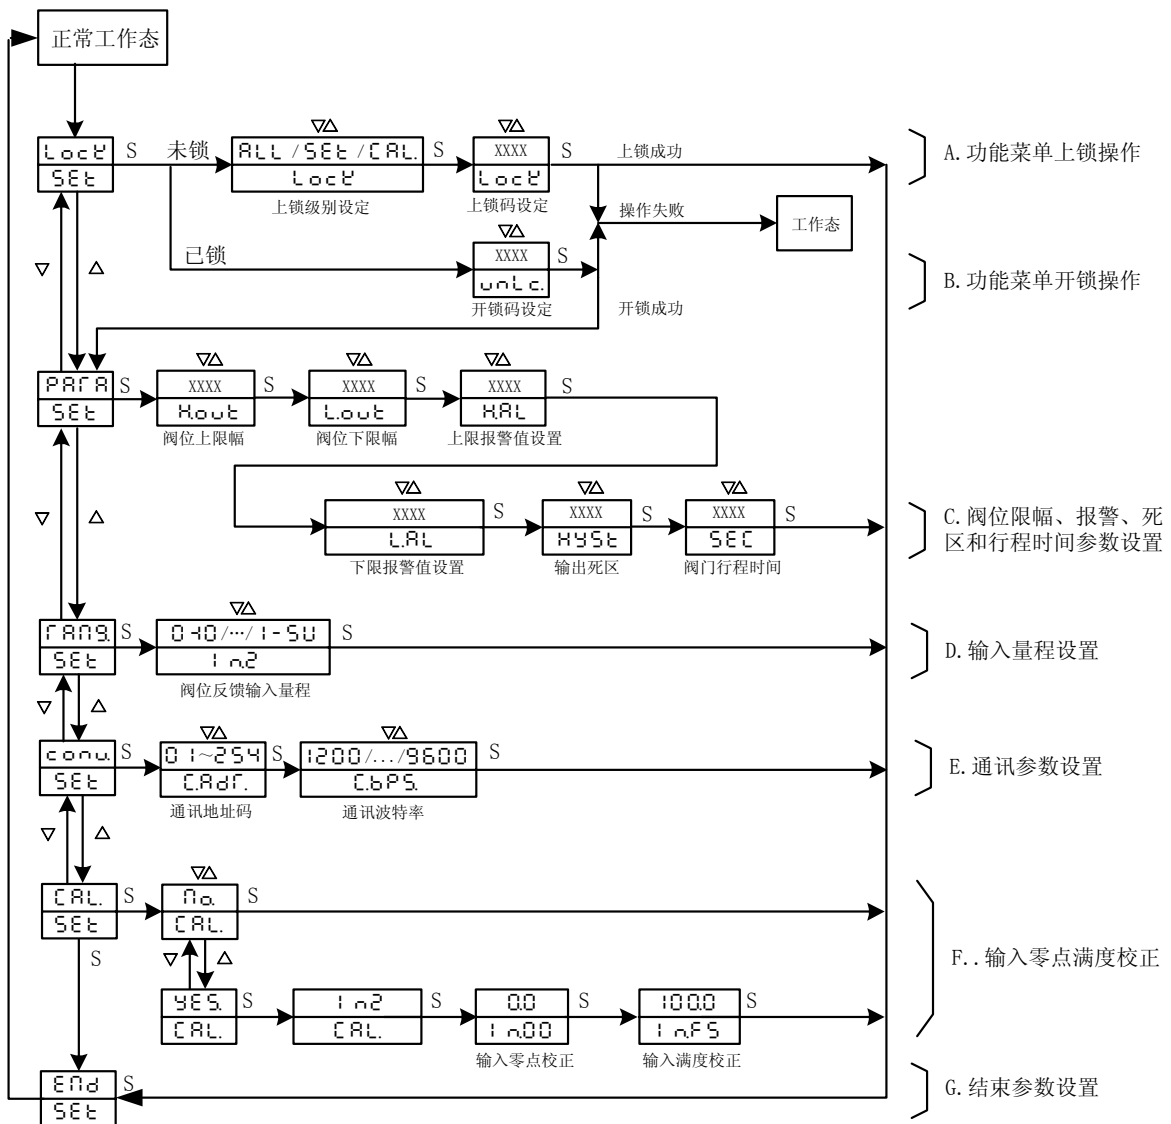 正常工作态
▽△
▽△
LocK S 未锁 ALL /SEt /CAL. S XXXX S 上锁成功 A.功能菜单上锁操作
SEt LocK LocK
上锁级别设定 上锁码设定 操作失败 工作态
▽△
已锁 XXXX S
unLc. B.功能菜单开锁操作
▽ △
开锁码设定 开锁成功
▽△ ▽△ ▽△
PArA S XXXX S XXXX S XXXX S
SEt H.out L.out H.AL
阀位上限幅 阀位下限幅 上限报警值设置
▽△ ▽△ ▽△
▽ △ XXXX S XXXX S XXXX S C.阀位限幅、报警、死
L.AL HYSt SEC 区和行程时间参数设置
下限报警值设置 输出死区 阀门行程时间
▽△
rAnG. S 0-10/…/1-5U S D.输入量程设置
SEt In.2
阀位反馈输入量程
▽ △
▽△ ▽△
conu. S 01~254 S 1200/.../9600 S E.通讯参数设置
SEt C.Adr. C.bPS.
通讯地址码 通讯波特率
▽ △
▽△
CAL. S no. S
SEt CAL.
S ▽ △ F..输入零点满度校正
YES. S In2 S 0.0 S 100.0 S
CAL. CAL. In.00 In.FS
输入零点校正 输入满度校正
End S G.结束参数设置
SEt